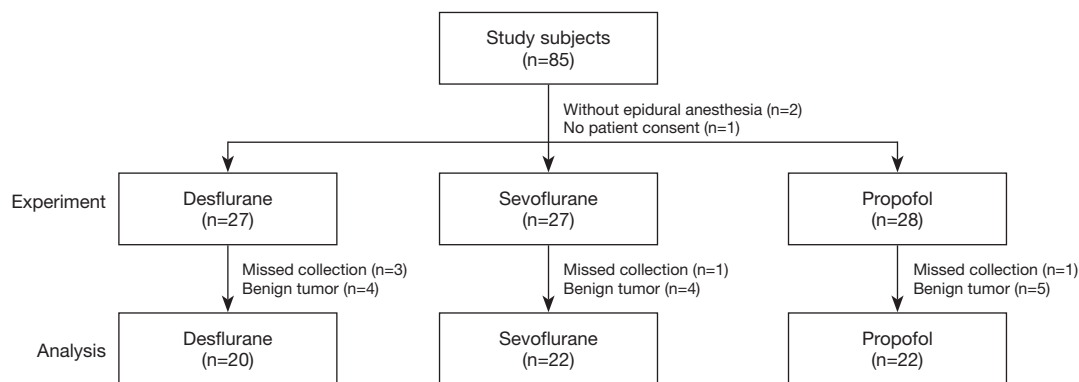 Study subjects
(n=85)
Without epidural anesthesia (n=2)
No patient consent (n=1)
Experiment
Desflurane
(n=27)
Sevoflurane
(n=27)
Propofol
(n=28)
Missed collection (n=3)
Benign tumor (n=4)
Missed collection (n=1)
Benign tumor (n=4)
Missed collection (n=1)
Benign tumor (n=5)
Analysis
Desflurane
(n=20)
Sevoflurane
(n=22)
Propofol
(n=22)